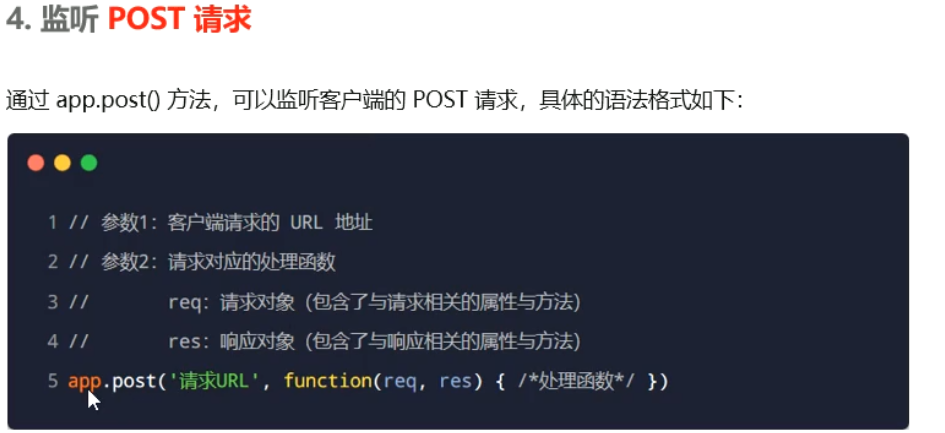 4. 监听 POST 请求
通过 app.post() 方法，可以监听客户端的 POST 请求，具体的语法格式如下：
1 // 参数1：客户端请求的 URL 地址
2 // 参数2：请求对应的处理函数
3 //       req：请求对象（包含了与请求相关的属性与方法）
4 //       res：响应对象（包含了与响应相关的属性与方法）
5 app.post('请求URL', function(req, res) { /*处理函数*/ })